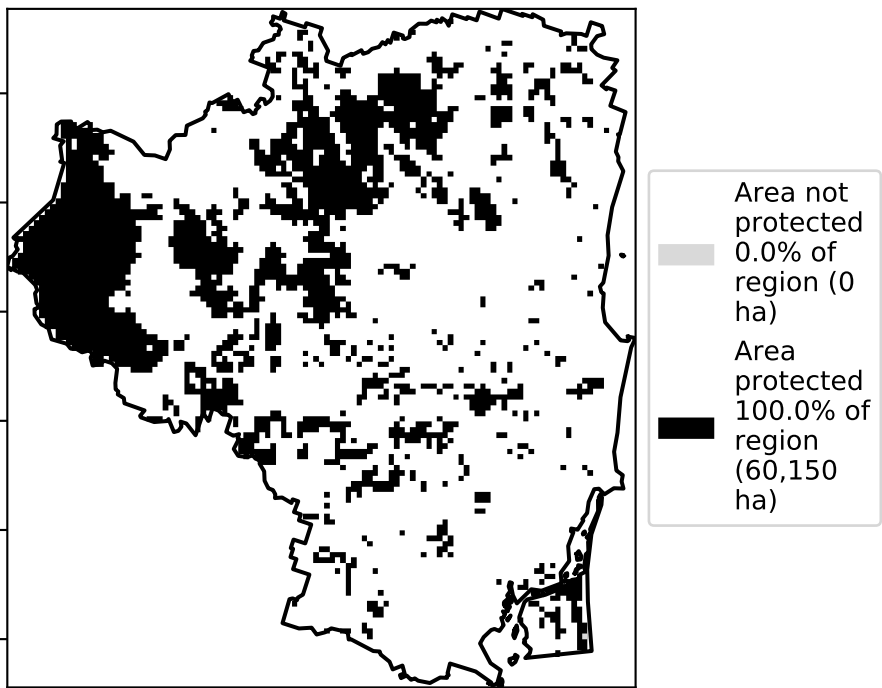 Area not
protected
0.0% of
region (0
ha)
Area
protected
100.0% of
region
(60,150
ha)